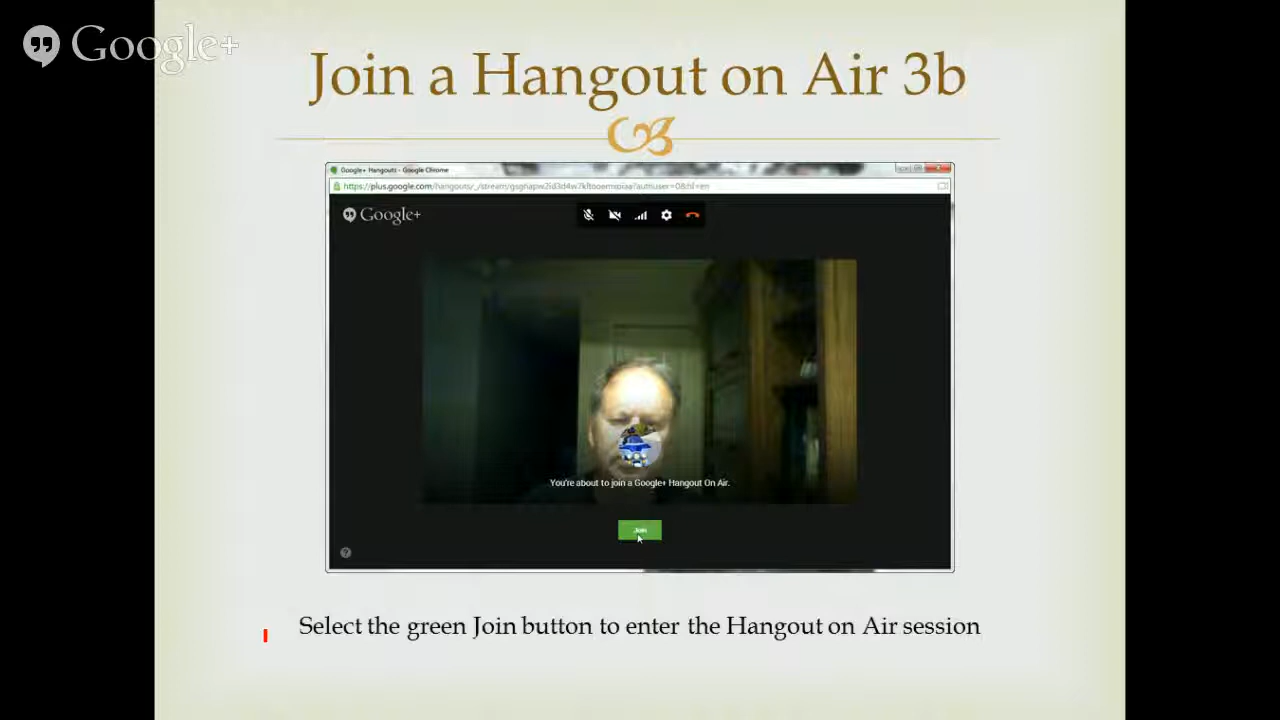 Google+
Join a Hangout on Air 3b
Google+ Hangouts - Google Chrome
Google+
You're about to join a Google+ Hangout On Air.
Join
Select the green Join button to enter the Hangout on Air session